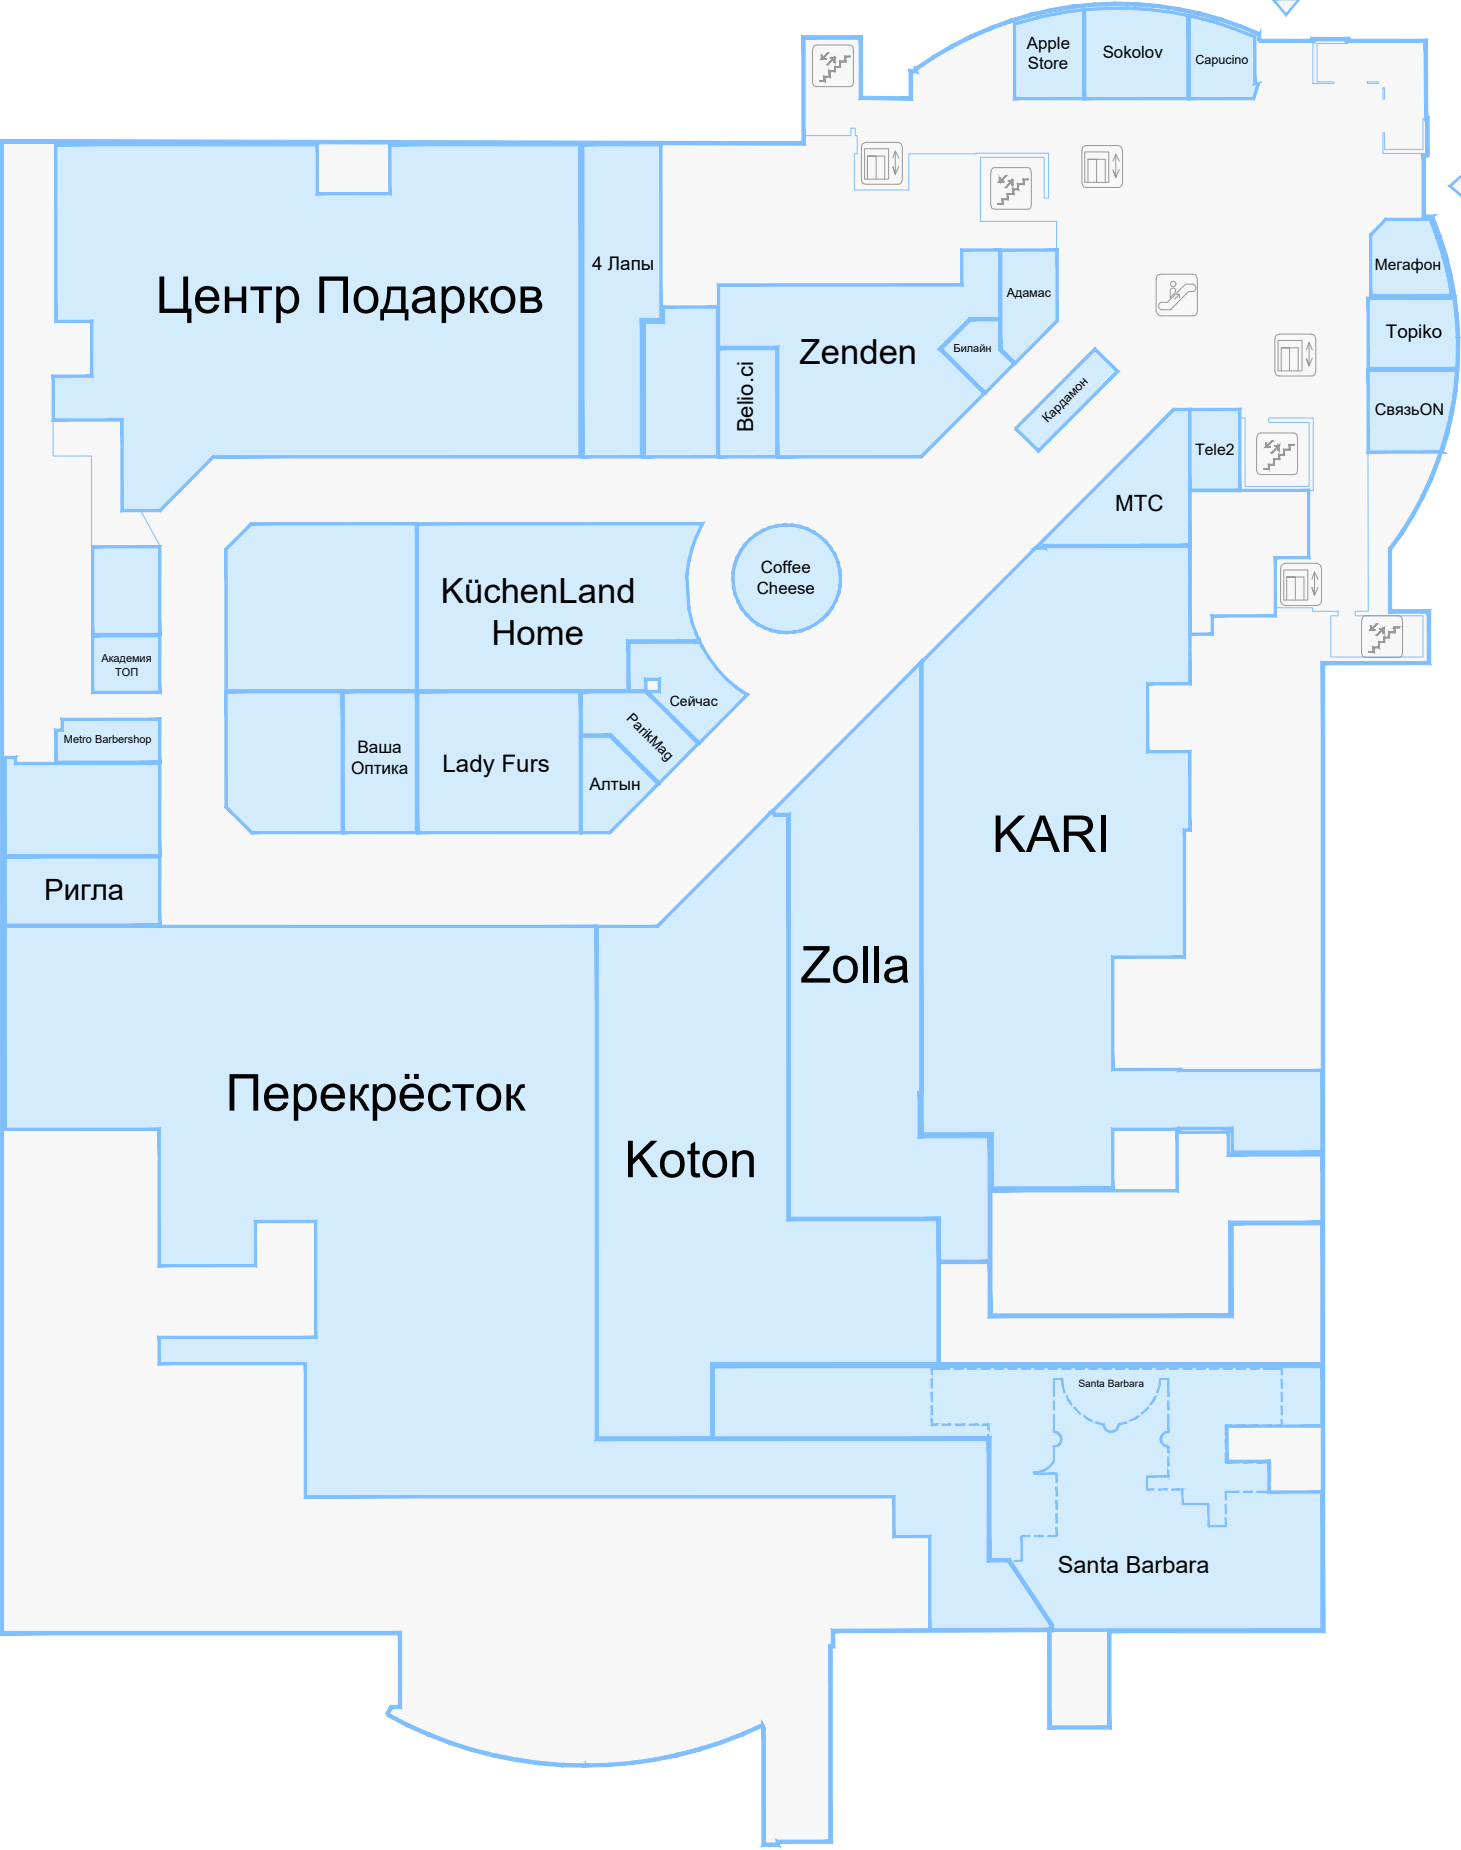 Apple
Store
Sokolov
Capucino
Мегафон
4 Лапы
Адамас
Центр Подарков
Topiko
Билайн
Zenden
Belio.ci
Кардамон
СвязьON
Tele2
МТС
Coffee
Cheese
KüchenLand
Home
Академия
ТОП
Сейчас
Metro Barbershop
ParikMag
Ваша
Оптика
Lady Furs
Алтын
KARI
Ригла
Zolla
Перекрёсток
Koton
Santa Barbara
Santa Barbara